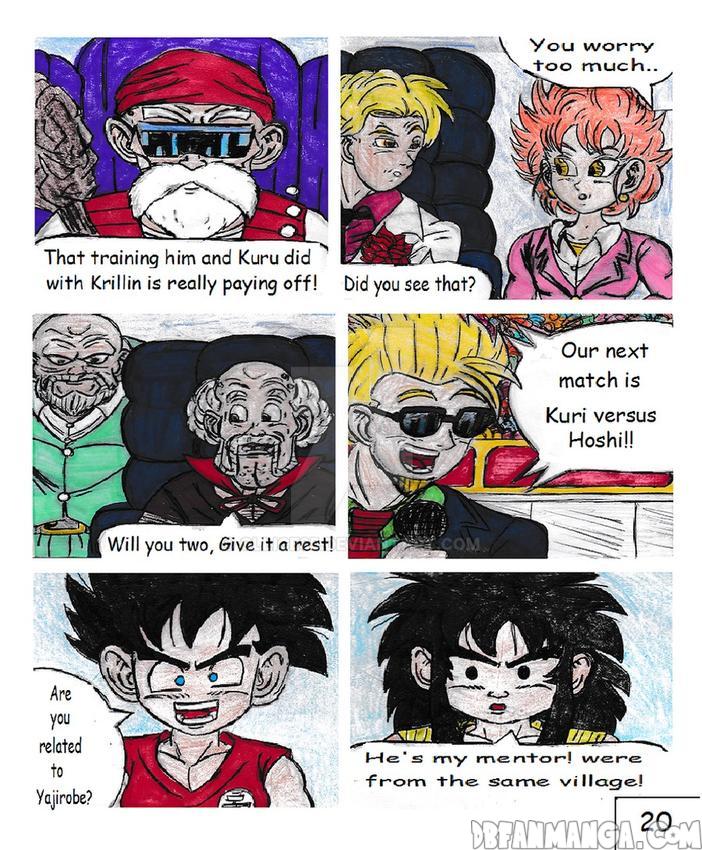 You worry
too much..
That training him and Kuru did
with Krillin is really paying off!
Did you see that?
Our next
match is
Kuri versus
Hoshi!!
Will you two, Give it a rest!
Are
you
related
to
Yajirobe?
He's my mentor! were
from the same village!
20
DBFANMANGA.COM